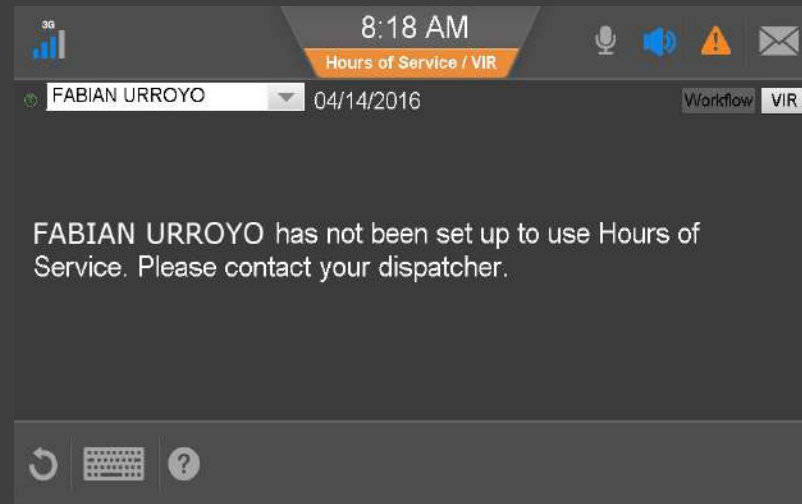 3G
8:18 AM
Hours of Service / VIR
FABIAN URROYO 04/14/2016 Workflow VIR
FABIAN URROYO has not been set up to use Hours of
Service. Please contact your dispatcher.